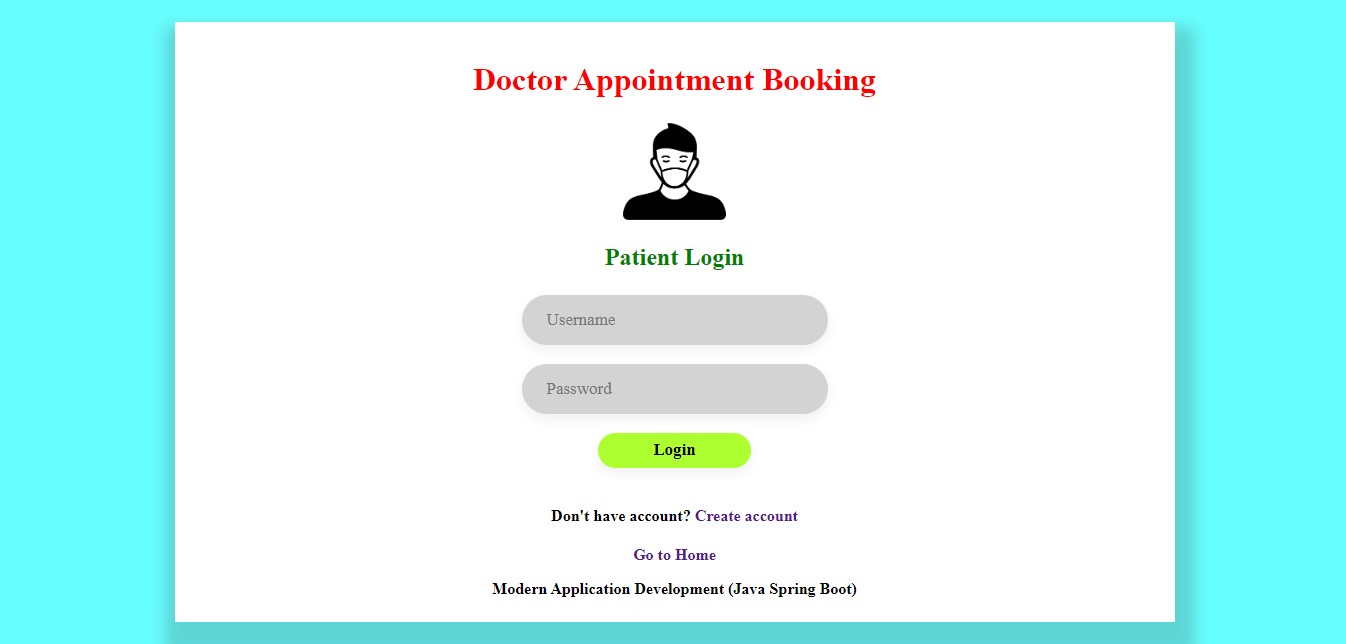 Doctor Appointment Booking
Patient Login
Username
Password
Login
Don't have account? Create account
Go to Home
Modern Application Development (Java Spring Boot)